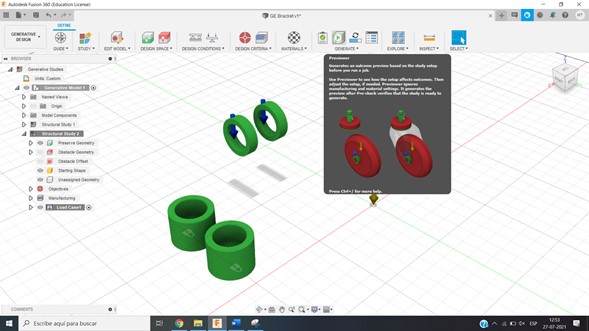 Autodesk Fusion 360 (Education License)
GE Bracket v1*
GENERATIVE DESIGN
DEFINE
GUIDE
STUDY
EDIT MODEL
DESIGN SPACE
DESIGN CONDITIONS
DESIGN CRITERIA
MATERIALS
GENERATE
EXPLORE
INSPECT
SELECT
BROWSER
Generative Studies
Units: Custom
Generative Model 1
Named Views
Origin
Model Components
Structural Study 1
Structural Study 2
Preserve Geometry
Obstacle Geometry
Obstacle Offset
Starting Shape
Unassigned Geometry
Objectives
Manufacturing
Load Case1
Previewer
Generates an outcome preview based on the study setup
before you run a job.
Use Previewer to see how the setup affects outcomes. Then
adjust the setup, if needed. Previewer ignores
manufacturing and material settings. It generates the
preview after Pre-check verifies that the study is ready to
generate.
Press Ctrl+/ for more help.
COMMENTS
Escribe aquí para buscar
ESP
12:53
27-07-2021